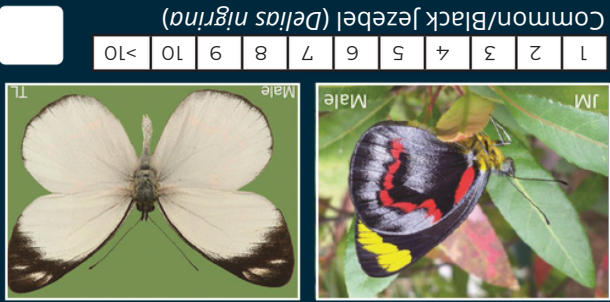 JM Male Male TL
1 2 3 4 5 6 7 8 9 10 >10
Common/Black Jezebel (Delias nigrina)